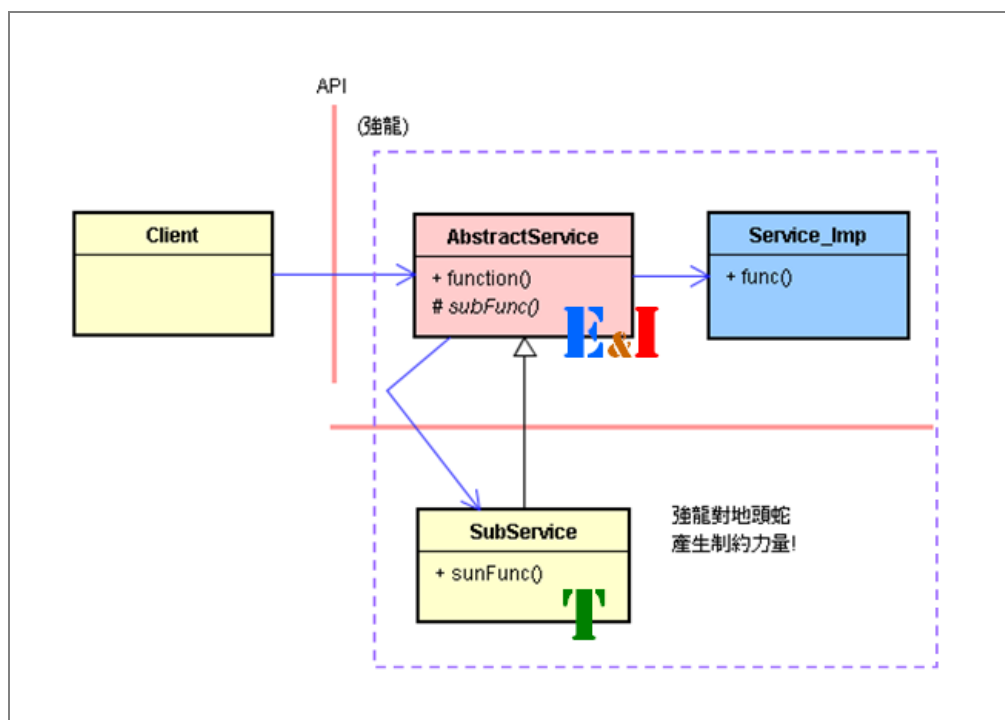 API
(強龍)
Client
AbstractService
+ function()
# subFunc()
E&I
Service_Imp
+ func()
SubService
+ sunFunc()
T
強龍對地頭蛇
產生制約力量!